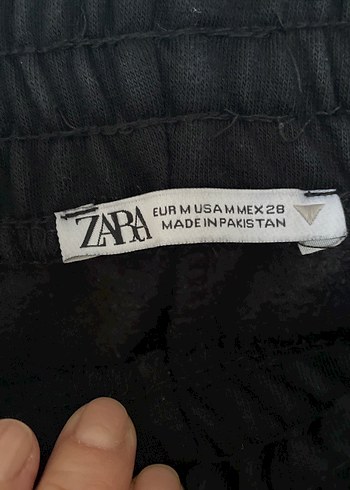 ZARA
EUR M USA M MEX 28
MADE IN PAKISTAN